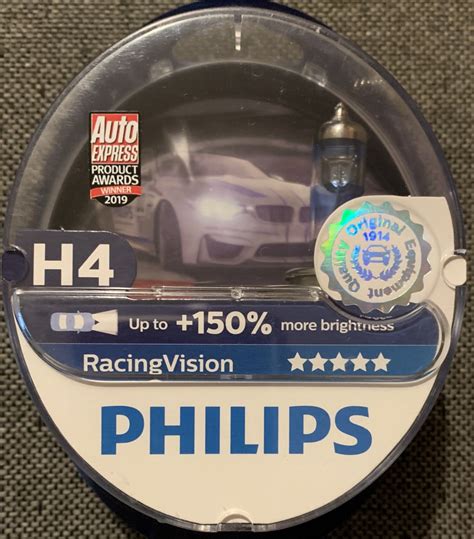 Auto
EXPRESS
PRODUCT
AWARDS
WINNER
2019
Quality Original Equipment
1914
H4
Up to +150% more brightness
RacingVision
PHILIPS